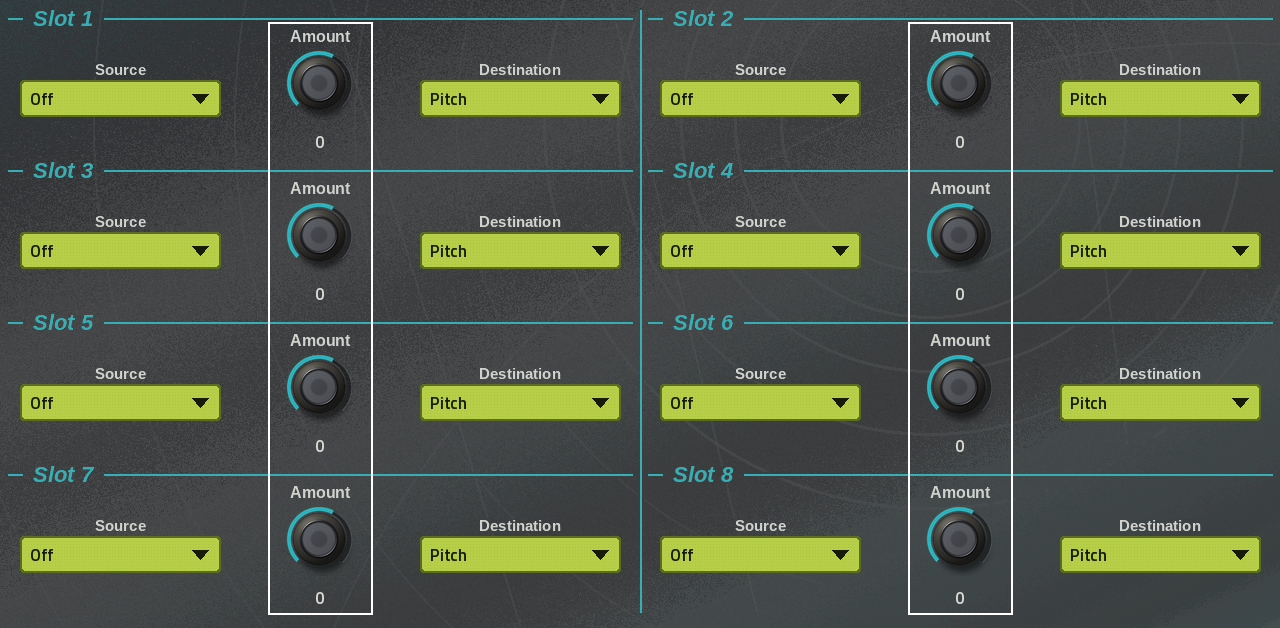 Slot 1
Amount
Source
Destination
Off
Pitch
0
Slot 2
Amount
Source
Destination
Off
Pitch
0
Slot 3
Amount
Source
Destination
Off
Pitch
0
Slot 4
Amount
Source
Destination
Off
Pitch
0
Slot 5
Amount
Source
Destination
Off
Pitch
0
Slot 6
Amount
Source
Destination
Off
Pitch
0
Slot 7
Amount
Source
Destination
Off
Pitch
0
Slot 8
Amount
Source
Destination
Off
Pitch
0